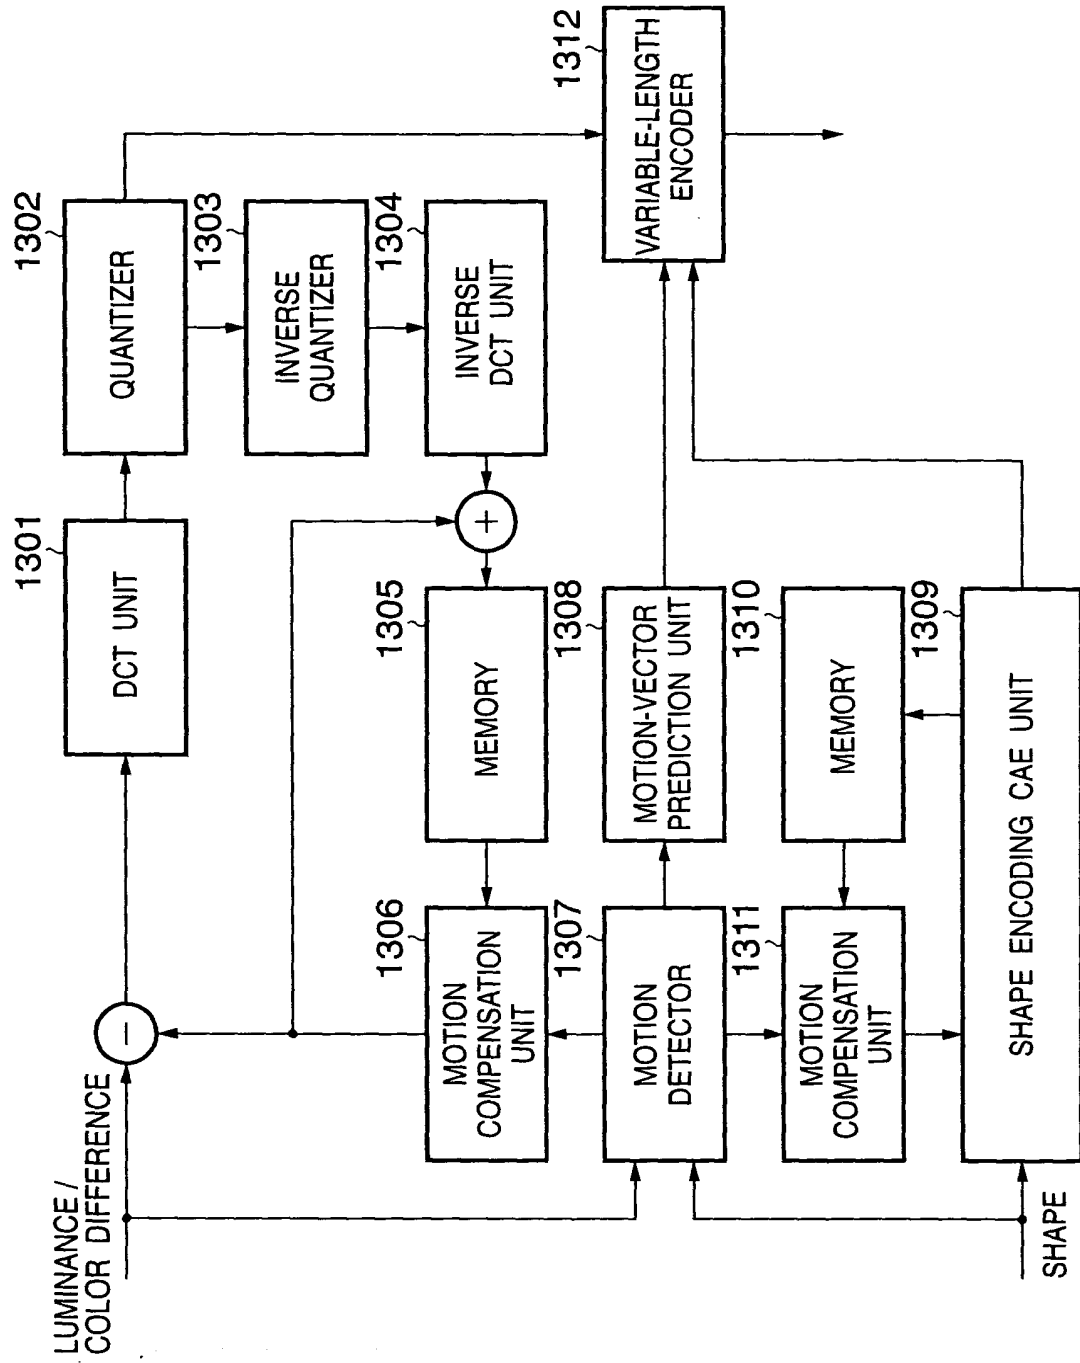 LUMINANCE /
COLOR DIFFERENCE
−
1301
DCT UNIT
1302
QUANTIZER
1303
INVERSE
QUANTIZER
1304
INVERSE
DCT UNIT
+
1305
MEMORY
1306
MOTION
COMPENSATION
UNIT
1307
MOTION
DETECTOR
1308
MOTION-VECTOR
PREDICTION UNIT
1310
MEMORY
1311
MOTION
COMPENSATION
UNIT
1309
SHAPE ENCODING CAE UNIT
SHAPE
1312
VARIABLE-LENGTH
ENCODER